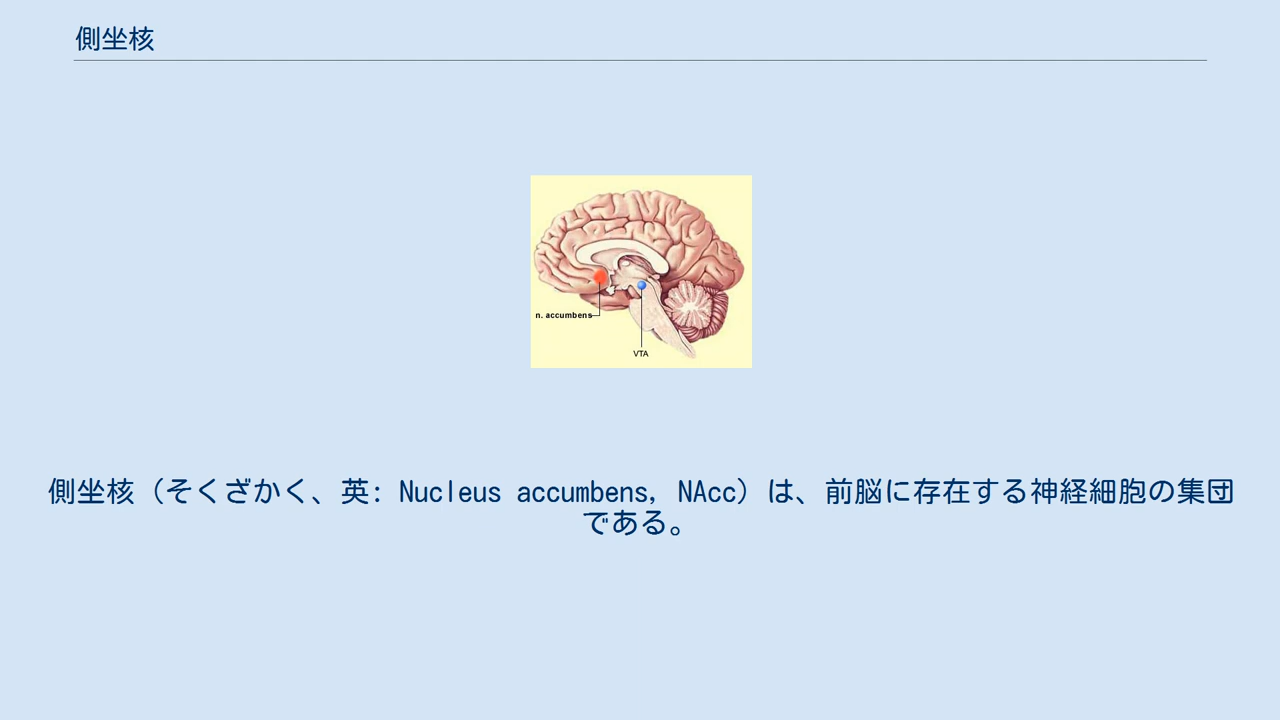 側坐核
n. accumbens
VTA
側坐核（そくざかく、英: Nucleus accumbens, NAcc）は、前脳に存在する神経細胞の集団
である。